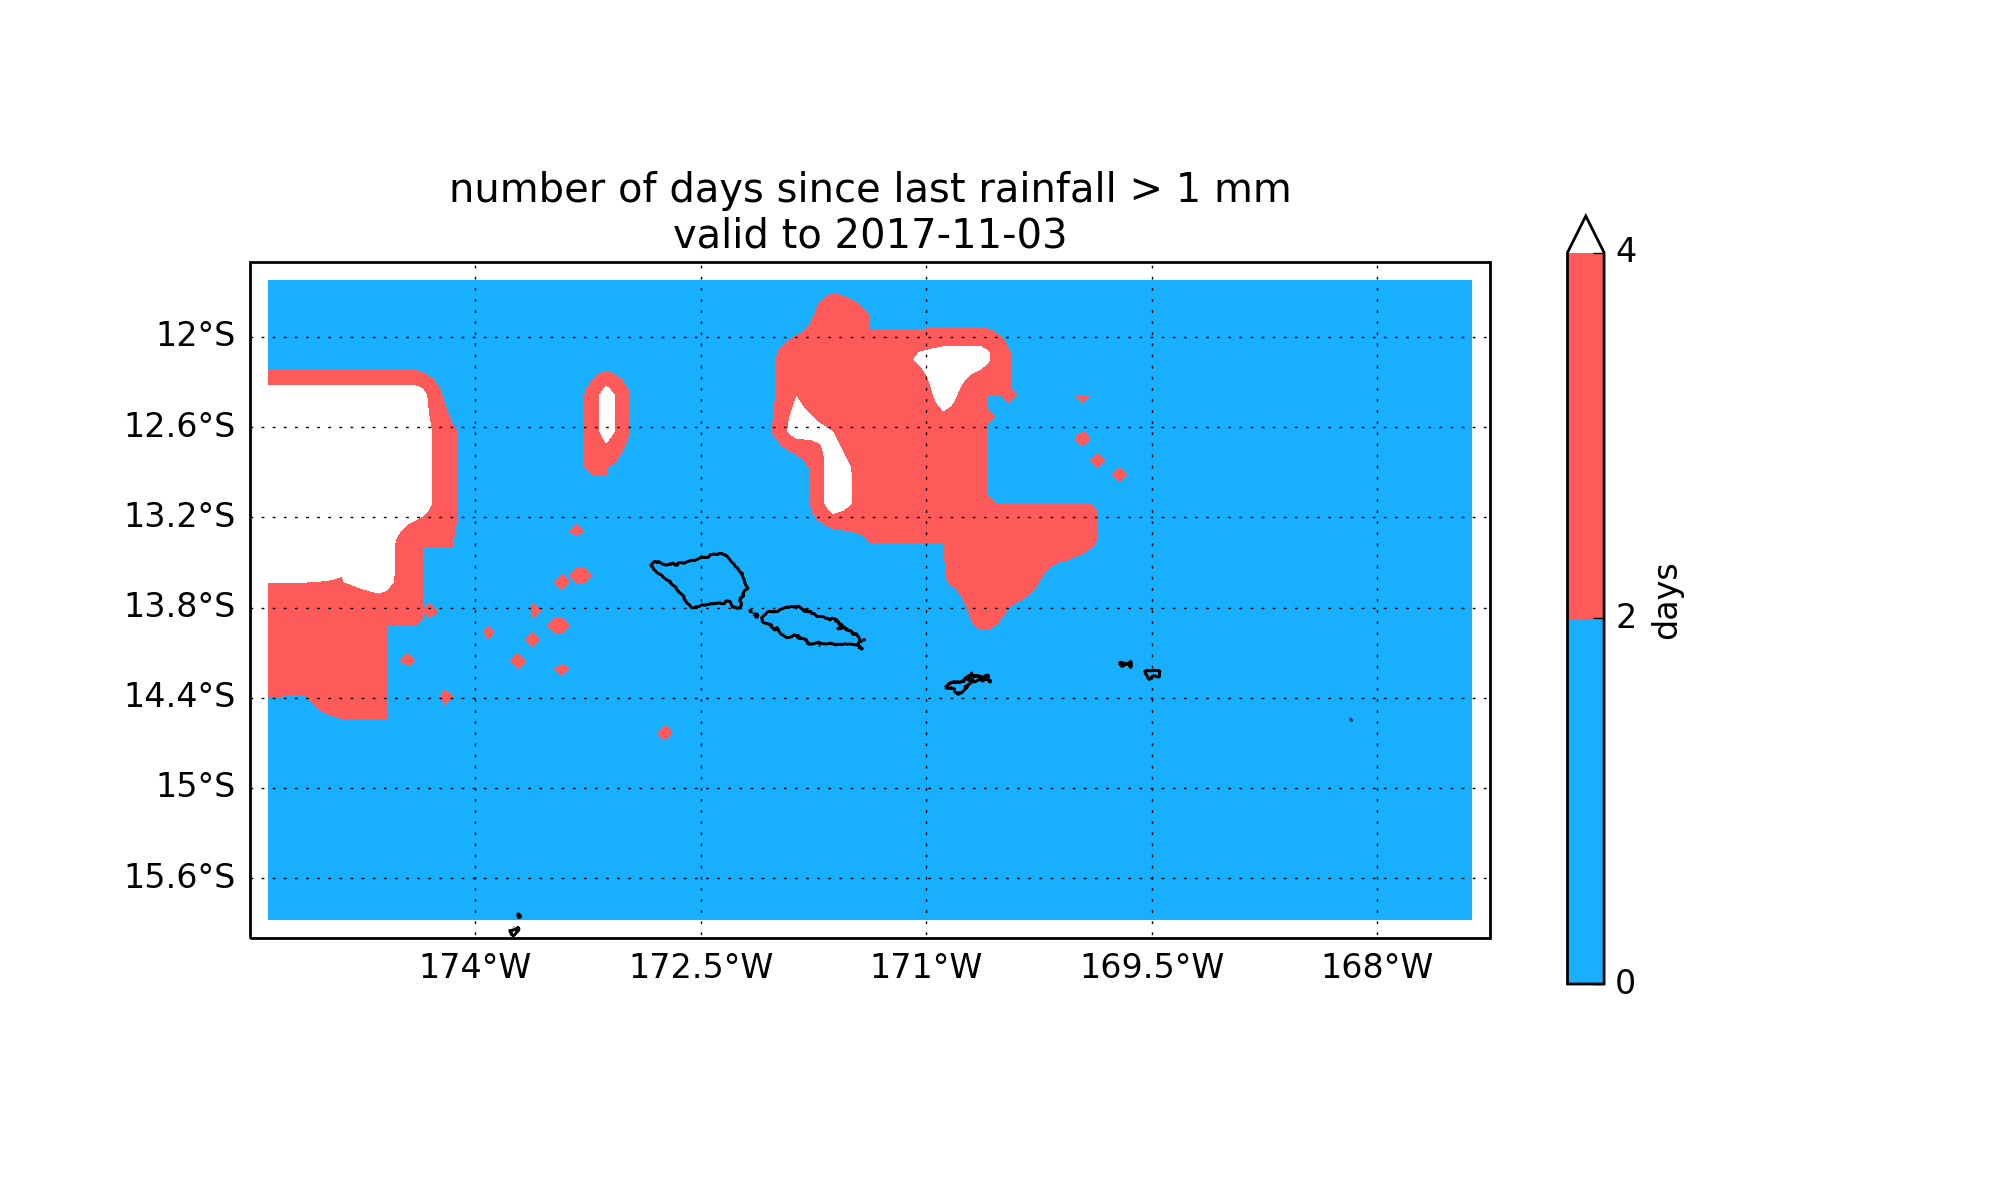 number of days since last rainfall > 1 mm
valid to 2017-11-03
12°S
12.6°S
13.2°S
13.8°S
14.4°S
15°S
15.6°S
174°W
172.5°W
171°W
169.5°W
168°W
4
2
0
days